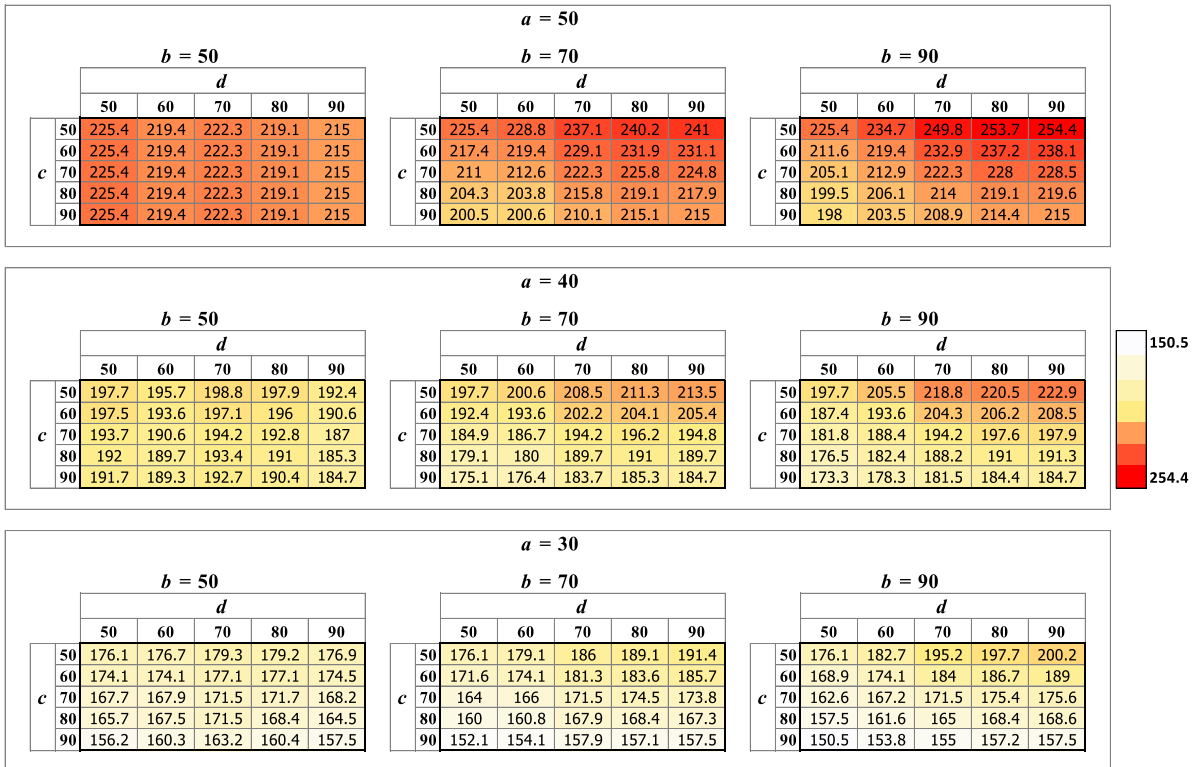 a = 50
b = 50 b = 70 b = 90
d d d
50 60 70 80 90 50 60 70 80 90 50 60 70 80 90
50 225.4 219.4 222.3 219.1 215 50 225.4 228.8 237.1 240.2 241 50 225.4 234.7 249.8 253.7 254.4
60 225.4 219.4 222.3 219.1 215 60 217.4 219.4 229.1 231.9 231.1 60 211.6 219.4 232.9 237.2 238.1
c 70 225.4 219.4 222.3 219.1 215 c 70 211 212.6 222.3 225.8 224.8 c 70 205.1 212.9 222.3 228 228.5
80 225.4 219.4 222.3 219.1 215 80 204.3 203.8 215.8 219.1 217.9 80 199.5 206.1 214 219.1 219.6
90 225.4 219.4 222.3 219.1 215 90 200.5 200.6 210.1 215.1 215 90 198 203.5 208.9 214.4 215
a = 40
b = 50 b = 70 b = 90
d d d
50 60 70 80 90 50 60 70 80 90 50 60 70 80 90
50 197.7 195.7 198.8 197.9 192.4 50 197.7 200.6 208.5 211.3 213.5 50 197.7 205.5 218.8 220.5 222.9
60 197.5 193.6 197.1 196 190.6 60 192.4 193.6 202.2 204.1 205.4 60 187.4 193.6 204.3 206.2 208.5
c 70 193.7 190.6 194.2 192.8 187 c 70 184.9 186.7 194.2 196.2 194.8 c 70 181.8 188.4 194.2 197.6 197.9
80 192 189.7 193.4 191 185.3 80 179.1 180 189.7 191 189.7 80 176.5 182.4 188.2 191 191.3
90 191.7 189.3 192.7 190.4 184.7 90 175.1 176.4 183.7 185.3 184.7 90 173.3 178.3 181.5 184.4 184.7
150.5
254.4
a = 30
b = 50 b = 70 b = 90
d d d
50 60 70 80 90 50 60 70 80 90 50 60 70 80 90
50 176.1 176.7 179.3 179.2 176.9 50 176.1 179.1 186 189.1 191.4 50 176.1 182.7 195.2 197.7 200.2
60 174.1 174.1 177.1 177.1 174.5 60 171.6 174.1 181.3 183.6 185.7 60 168.9 174.1 184 186.7 189
c 70 167.7 167.9 171.5 171.7 168.2 c 70 164 166 171.5 174.5 173.8 c 70 162.6 167.2 171.5 175.4 175.6
80 165.7 167.5 171.5 168.4 164.5 80 160 160.8 167.9 168.4 167.3 80 157.5 161.6 165 168.4 168.6
90 156.2 160.3 163.2 160.4 157.5 90 152.1 154.1 157.9 157.1 157.5 90 150.5 153.8 155 157.2 157.5